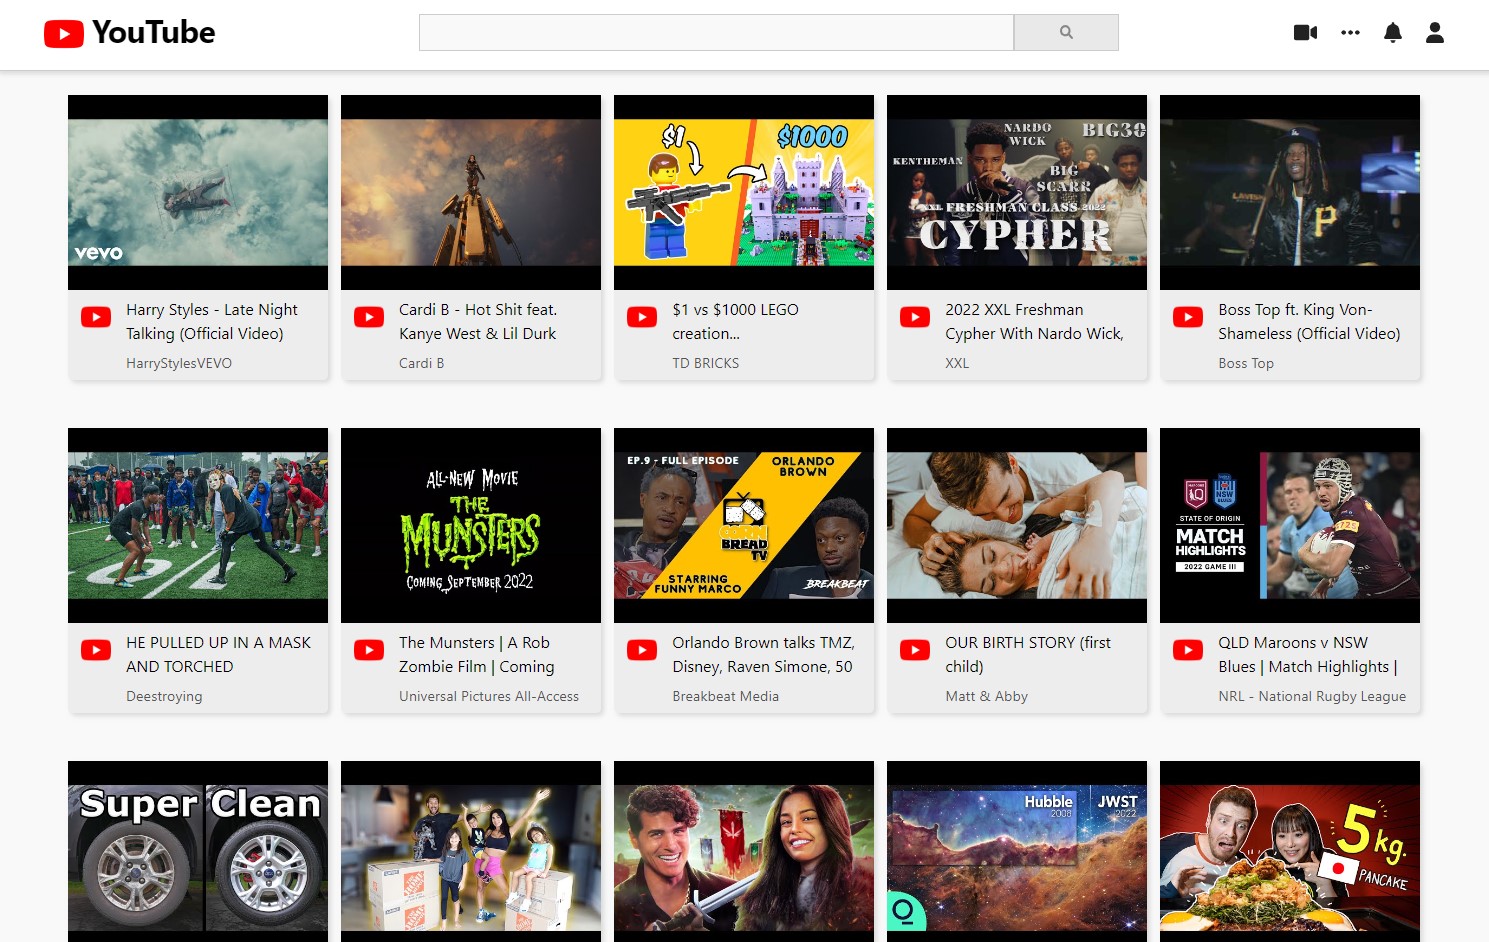 YouTube
vevo
Harry Styles - Late Night
Talking (Official Video)
HarryStylesVEVO
Cardi B - Hot Shit feat.
Kanye West & Lil Durk
Cardi B
$1
$1000
$1 vs $1000 LEGO
creation...
TD BRICKS
NARDO
WICK
BIG30
KENTHEMAN
BIG
SCARR
XXL FRESHMAN CLASS 2022
CYPHER
2022 XXL Freshman
Cypher With Nardo Wick,
XXL
P
Boss Top ft. King Von-
Shameless (Official Video)
Boss Top
HE PULLED UP IN A MASK
AND TORCHED
Deestroying
ALL-NEW MOVIE
THE
MUNSTERS
COMING SEPTEMBER 2022
The Munsters | A Rob
Zombie Film | Coming
Universal Pictures All-Access
EP.9 - FULL EPISODE
ORLANDO
BROWN
CORN
BREAD
TV
STARRING
FUNNY MARCO
BREAKBEAT
Orlando Brown talks TMZ,
Disney, Raven Simone, 50
Breakbeat Media
OUR BIRTH STORY (first
child)
Matt & Abby
NSW
BLUES
STATE OF ORIGIN
MATCH
HIGHLIGHTS
2022 GAME III
QLD Maroons v NSW
Blues | Match Highlights |
NRL - National Rugby League
Super Clean
Hubble
2008
JWST
2022
5kg.
PANCAKE